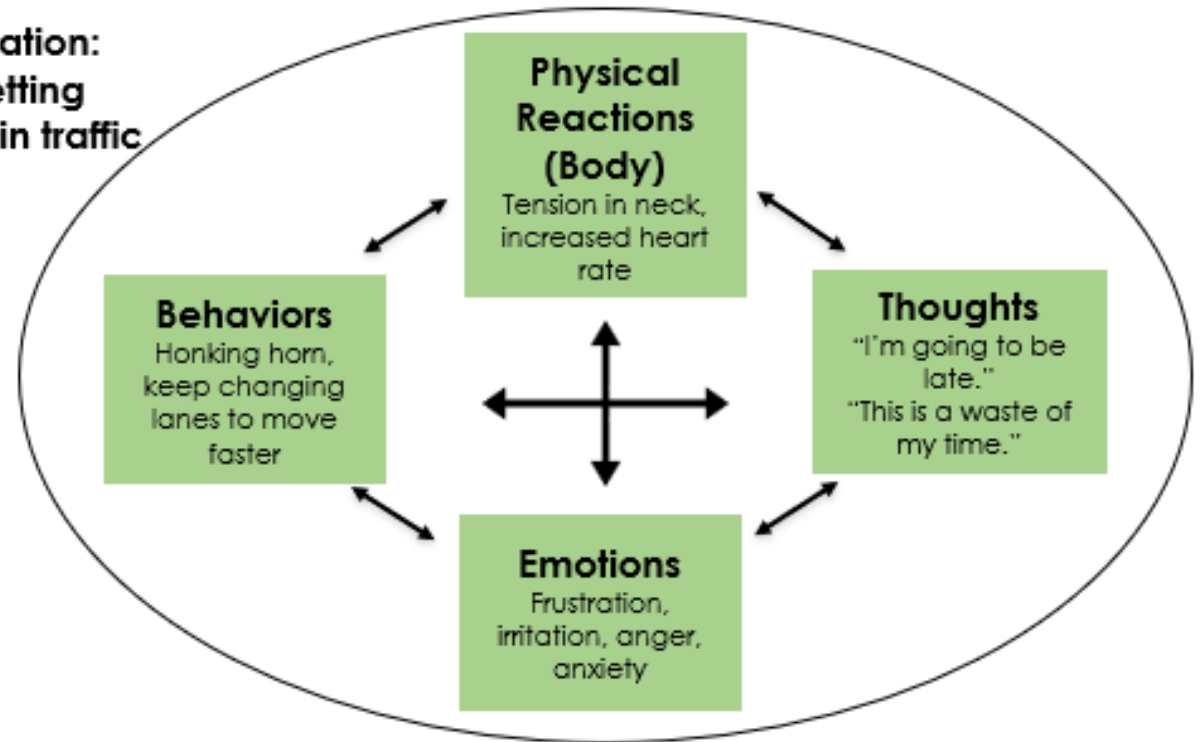 ation:
etting
in traffic
Physical
Reactions
(Body)
Tension in neck,
increased heart
rate
Behaviors
Honking horn,
keep changing
lanes to move
faster
Thoughts
“I’m going to be
late.”
“This is a waste of
my time.”
Emotions
Frustration,
irritation, anger,
anxiety